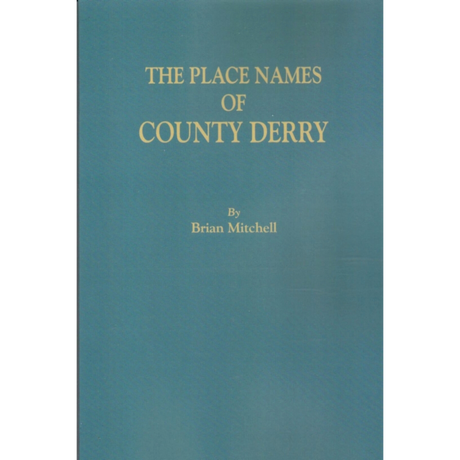 THE PLACE NAMES
OF
COUNTY DERRY
By
Brian Mitchell